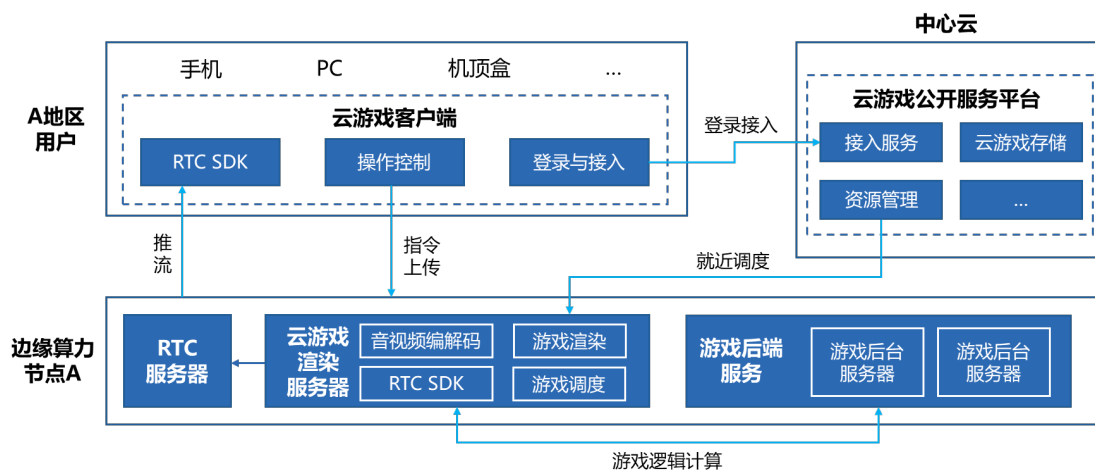 中心云
手机
PC
机顶盒
...
A地区
用户
云游戏客户端
RTC SDK
操作控制
登录与接入
登录接入
云游戏公开服务平台
接入服务
云游戏存储
资源管理
...
推
流
指令
上传
就近调度
边缘算力
节点A
RTC
服务器
云游戏
渲染
服务器
音视频编解码
游戏渲染
RTC SDK
游戏调度
游戏后端
服务
游戏后台
服务器
游戏后台
服务器
游戏逻辑计算